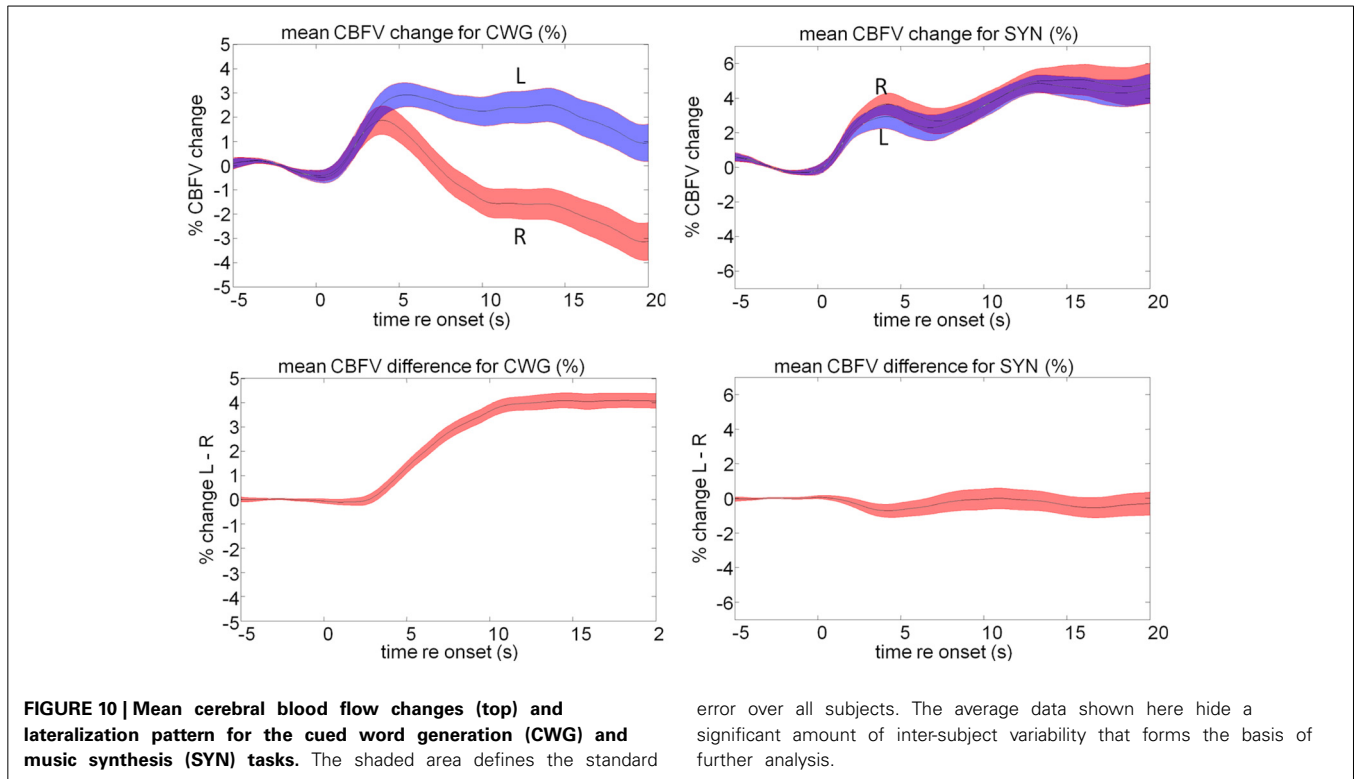 mean CBFV change for CWG (%)
% CBFV change
5
4
3
2
1
0
-1
-2
-3
-4
-5
L
R
-5
0
5
10
15
20
time re onset (s)
mean CBFV change for SYN (%)
% CBFV change
6
4
2
0
-2
-4
-6
R
L
-5
0
5
10
15
20
time re onset (s)
mean CBFV difference for CWG (%)
% change L - R
5
4
3
2
1
0
-1
-2
-3
-4
-5
-5
0
5
10
15
2
time re onset (s)
mean CBFV difference for SYN (%)
% change L - R
6
4
2
0
-2
-4
-6
-5
0
5
10
15
20
time re onset (s)
FIGURE 10 | Mean cerebral blood flow changes (top) and
lateralization pattern for the cued word generation (CWG) and
music synthesis (SYN) tasks. The shaded area defines the standard
error over all subjects. The average data shown here hide a
significant amount of inter-subject variability that forms the basis of
further analysis.